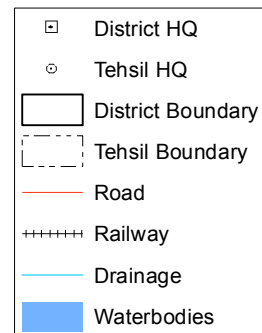 District HQ
Tehsil HQ
District Boundary
Tehsil Boundary
Road
Railway
Drainage
Waterbodies